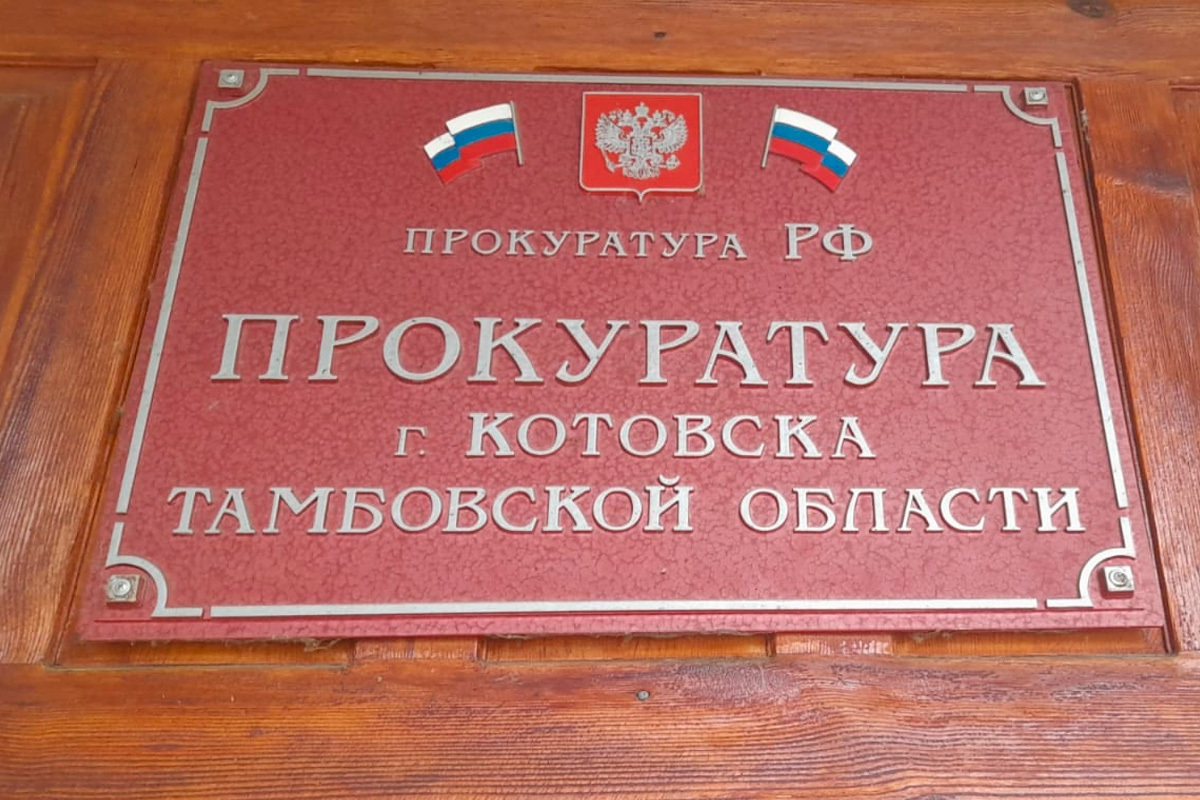 ПРОКУРАТУРА РФ
ПРОКУРАТУРА
г. КОТОВСКА
ТАМБОВСКОЙ ОБЛАСТИ